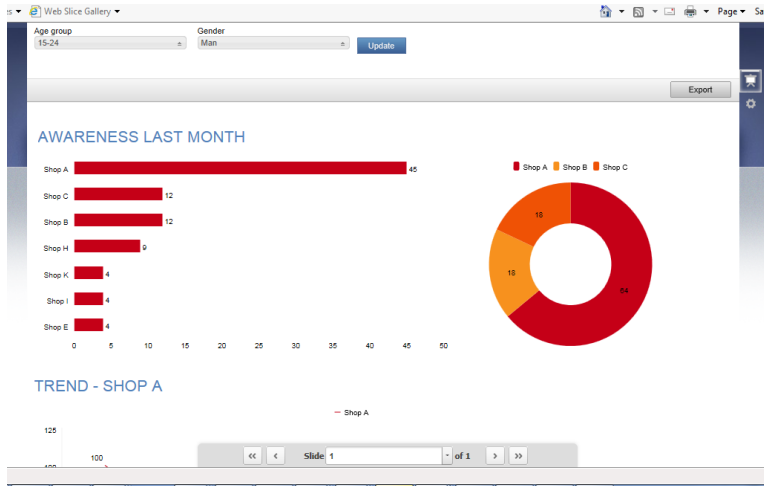 s
Web Slice Gallery
Page
Sa
Age group
Gender
15-24
Man
Update
Export
AWARENESS LAST MONTH
Shop A
45
Shop C
12
Shop B
12
Shop H
9
Shop K
4
Shop I
4
Shop E
4
0 5 10 15 20 25 30 35 40 45 50
Shop A Shop B Shop C
18
18
64
TREND - SHOP A
Shop A
125
100
100
« ‹ Slide 1 of 1 › »